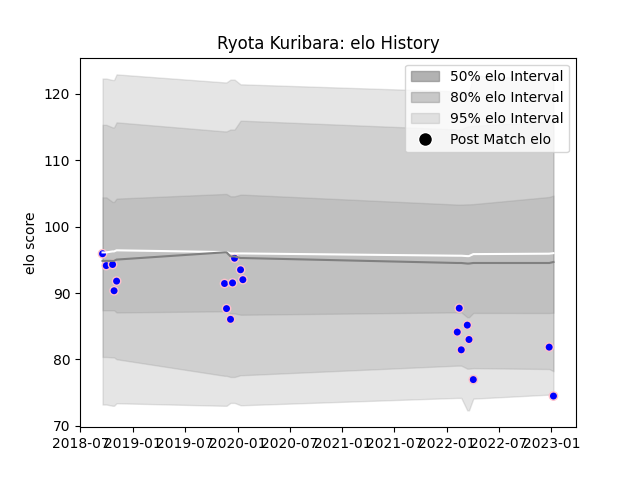 Ryota Kuribara: elo History
50% elo Interval
80% elo Interval
95% elo Interval
Post Match elo
elo score
120
110
100
90
80
70
2018-07 2019-01 2019-07 2020-01 2020-07 2021-01 2021-07 2022-01 2022-07 2023-01